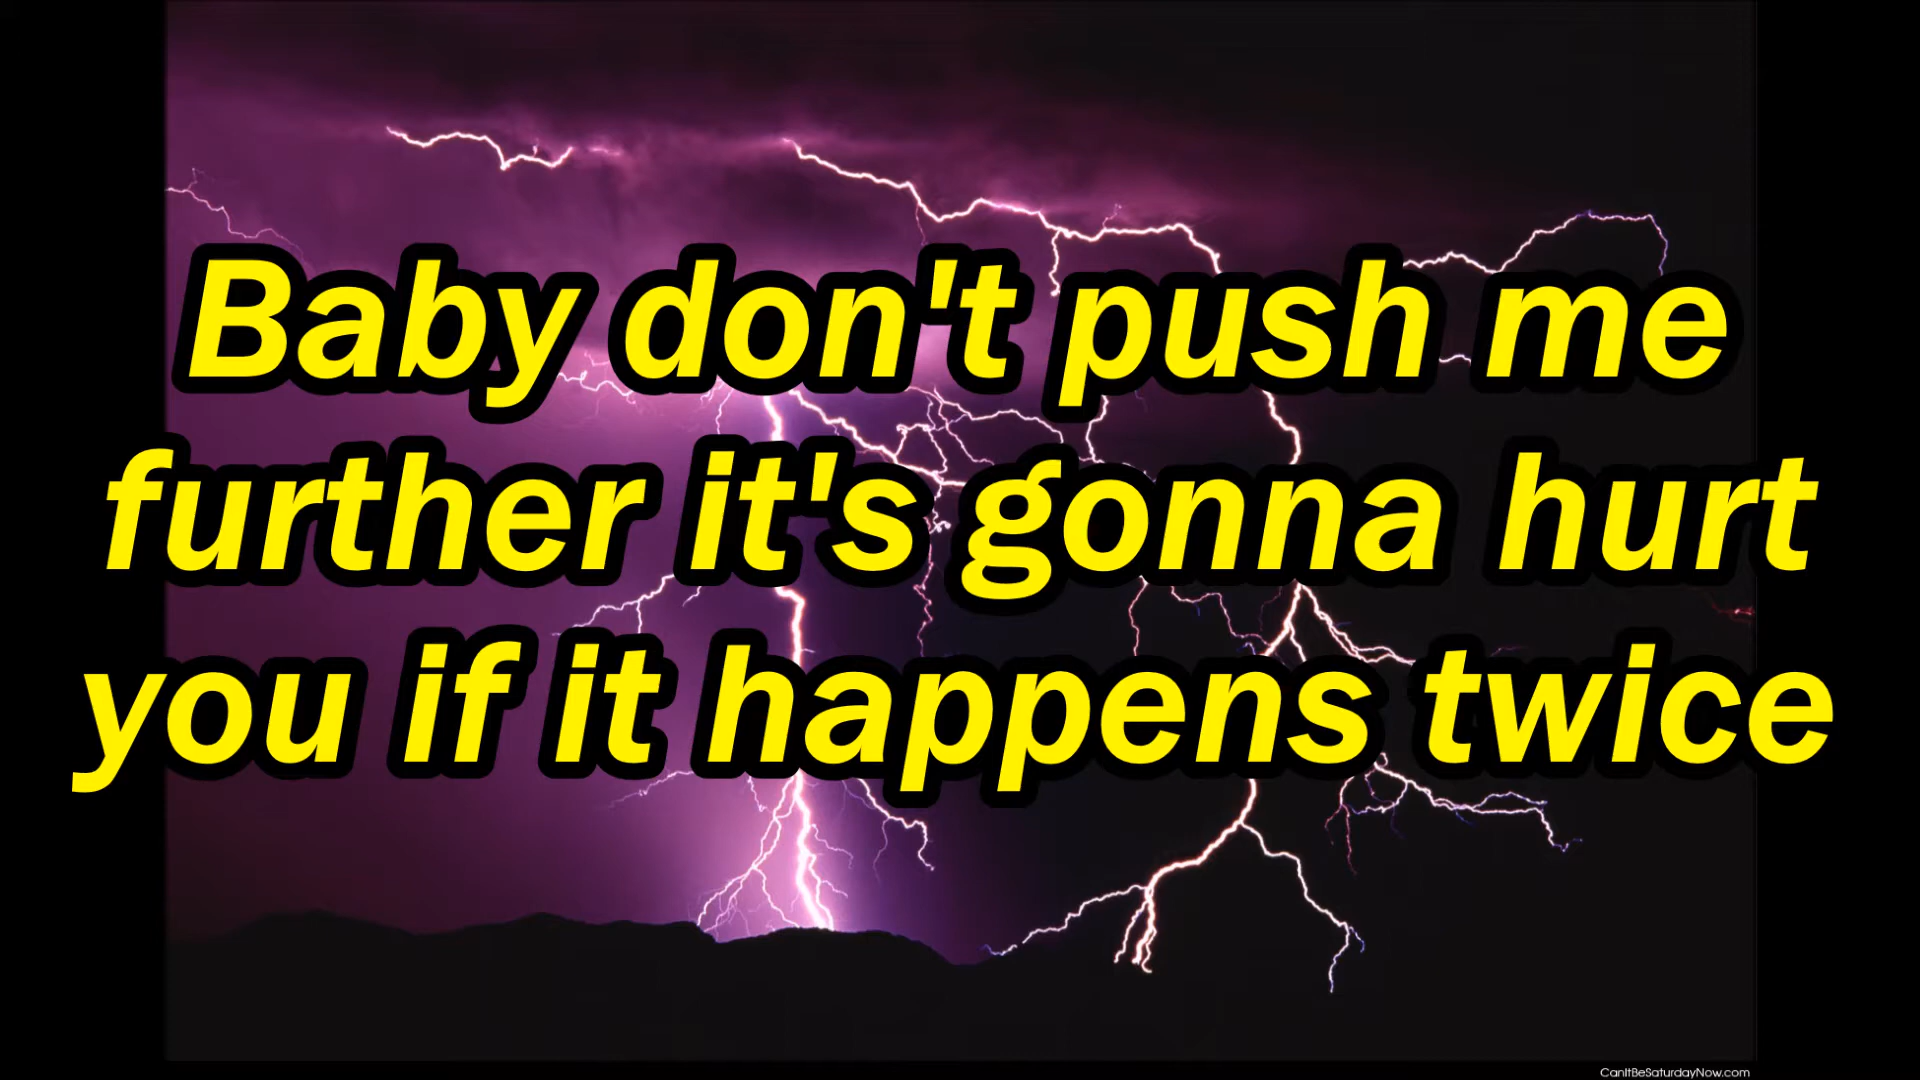 Baby don't push me
further it's gonna hurt
you if it happens twice
CanItBeSaturdayNow.com